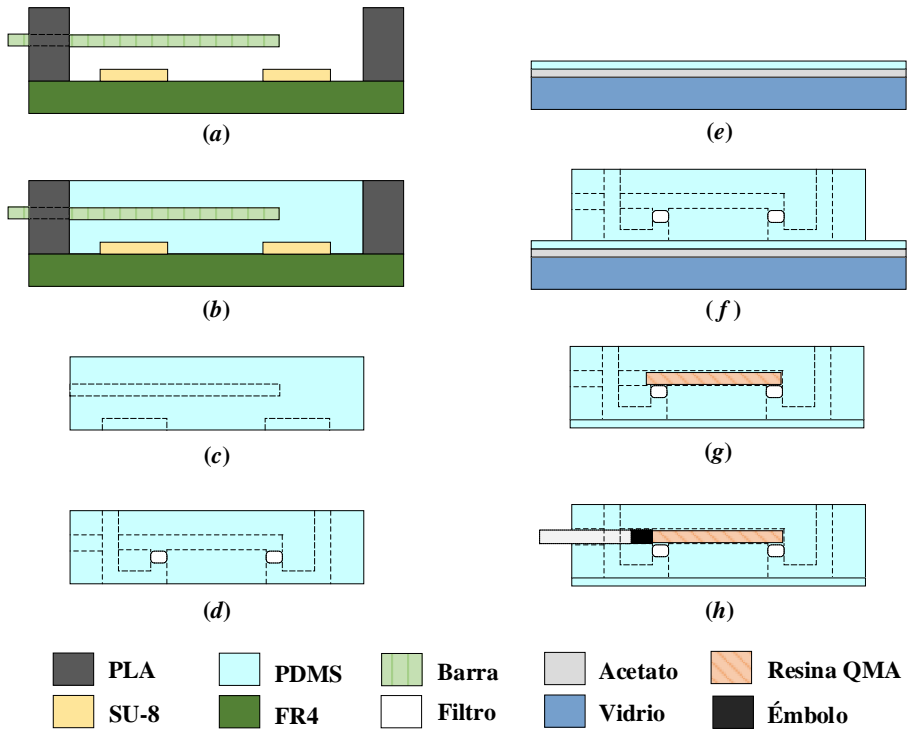 (a)
(e)
(b)
(f)
(c)
(g)
(d)
(h)
PLA PDMS Barra Acetato Resina QMA
SU-8 FR4 Filtro Vidrio Émbolo